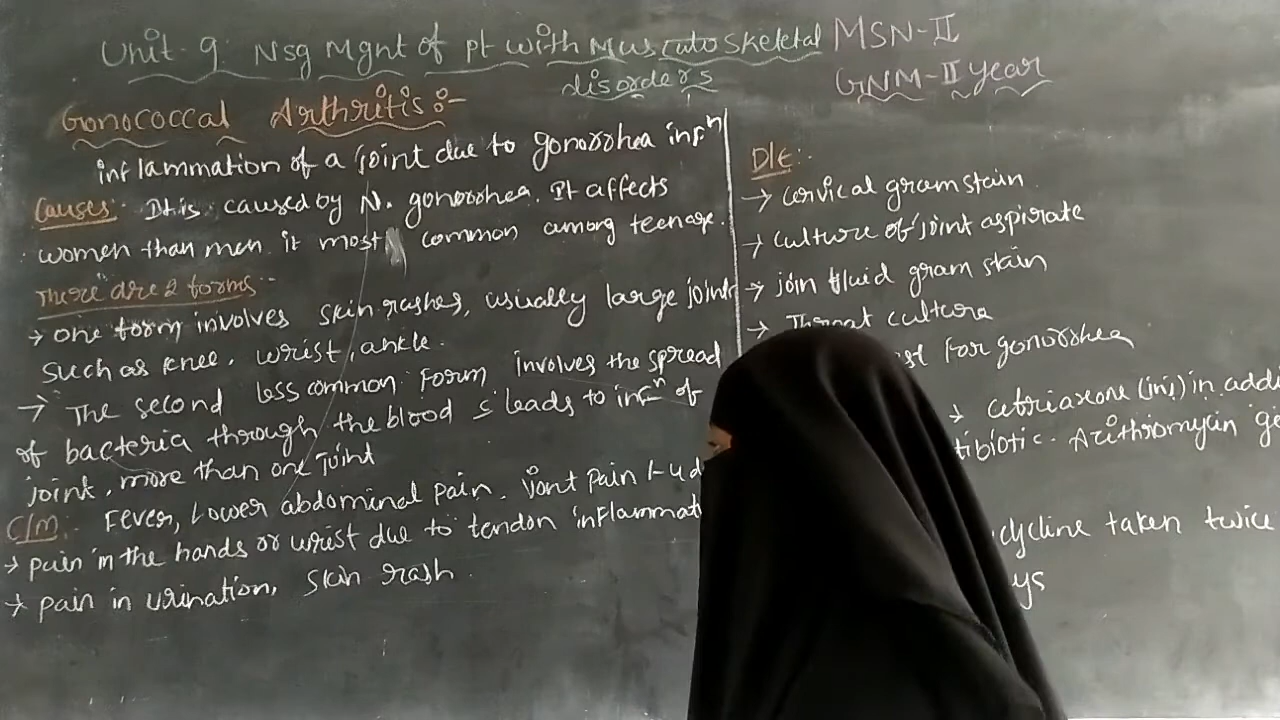 Unit-9: Nsg Mgnt of pt with Musculoskeletal MSN-II
disorders
GNM-II year
Gonococcal Arthritis:-
inflammation of a joint due to gonorrhea infⁿ
Causes:- It is caused by N. gonorrhea. It affects
women than men it most common among teenage.
There are 2 forms:-
→ one form involves skin rashes, usually large joints
such as knee, wrist, ankle.
→ The second less common form involves the spread
of bacteria through the blood s̄ leads to infⁿ of
joint, more than one joint
C/M:- Fever, Lower abdominal pain, Joint pain 1-4 d
→ pain in the hands or wrist due to tendon inflammat
→ pain in urination, skin rash.
D/E:-
→ cervical gram stain
→ culture of joint aspirate
→ join fluid gram stain
→ Throat culture
st for gonorrhea
→ cetriaxone (inj) in addi
tibiotic. Azithromycin ge
cycline taken twice
ys